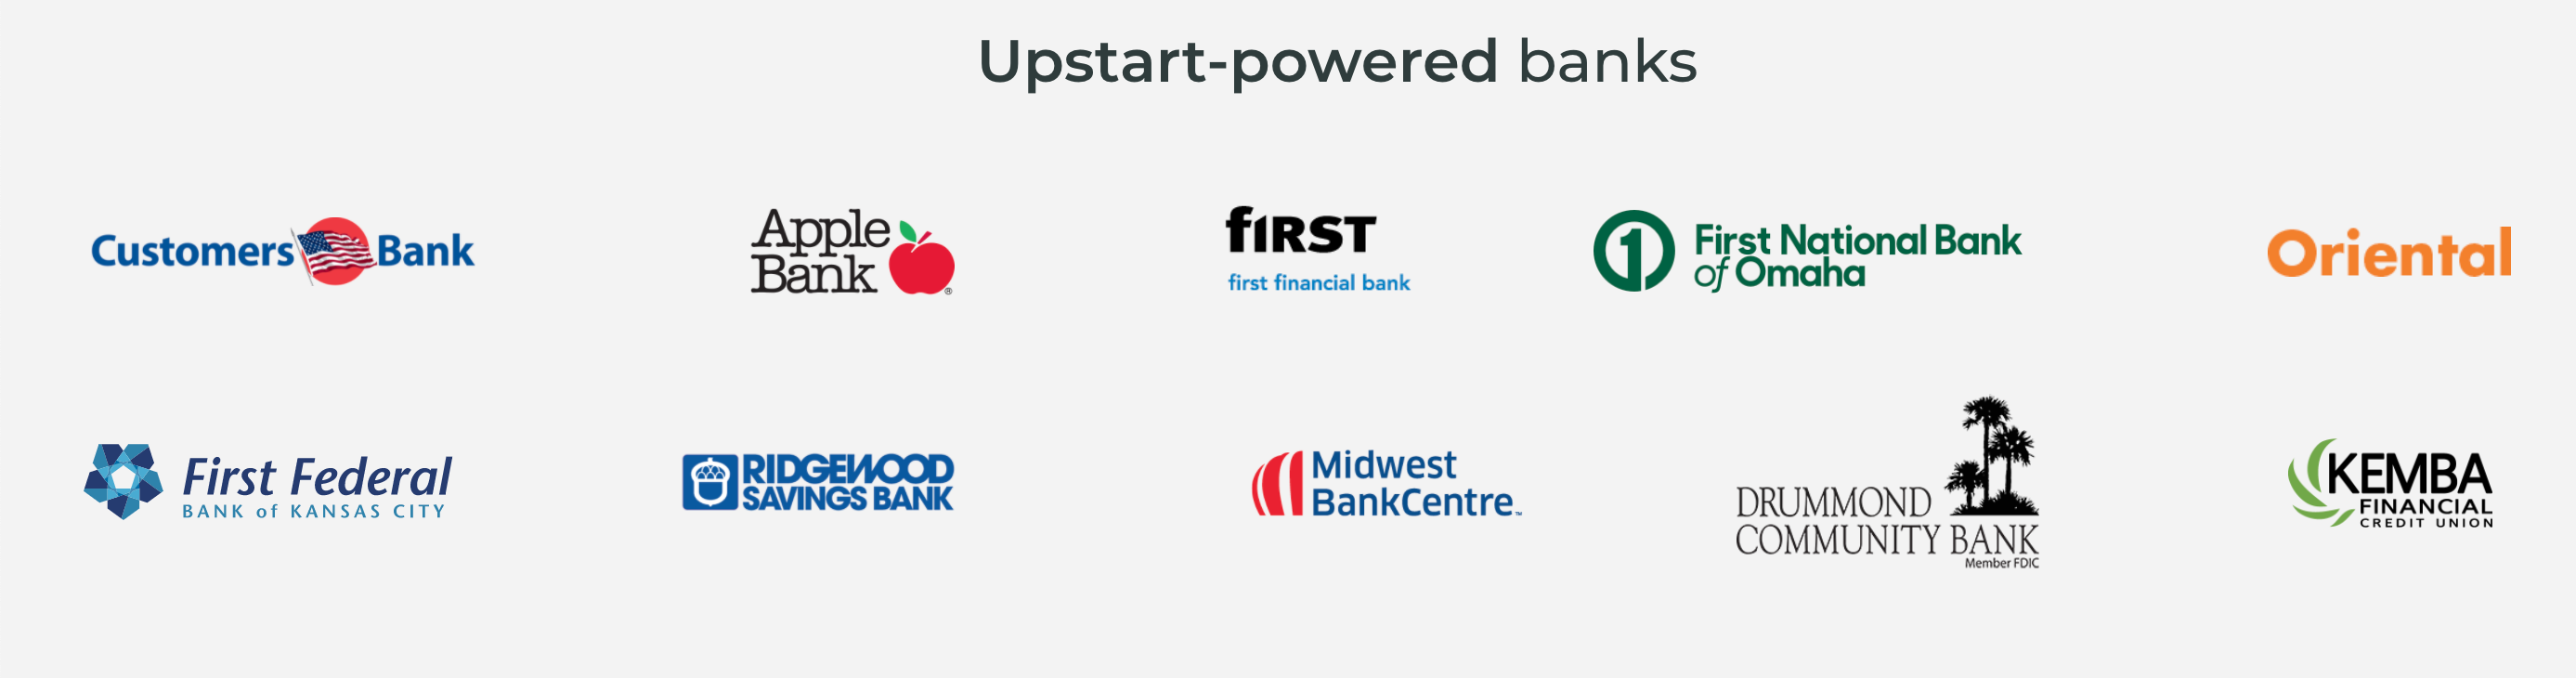 Upstart-powered banks
Customers Bank
Apple
Bank
fiRST
first financial bank
First National Bank
of Omaha
Oriental
First Federal
BANK of KANSAS CITY
RIDGEWOOD
SAVINGS BANK
Midwest
BankCentre™
DRUMMOND
COMMUNITY BANK
Member FDIC
KEMBA
FINANCIAL
CREDIT UNION